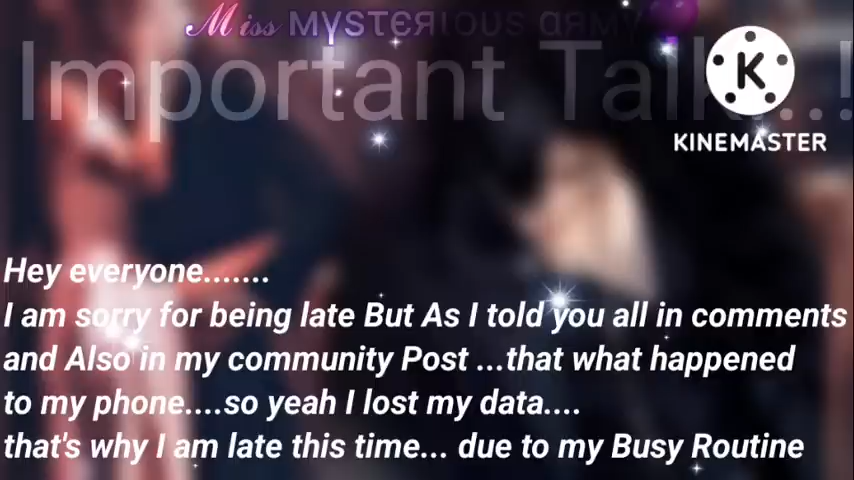 Miss mysteЯious aRmy
Important Talk...!
K
KINEMASTER
Hey everyone.......
I am sorry for being late But As I told you all in comments
and Also in my community Post ...that what happened
to my phone....so yeah I lost my data....
that's why I am late this time... due to my Busy Routine